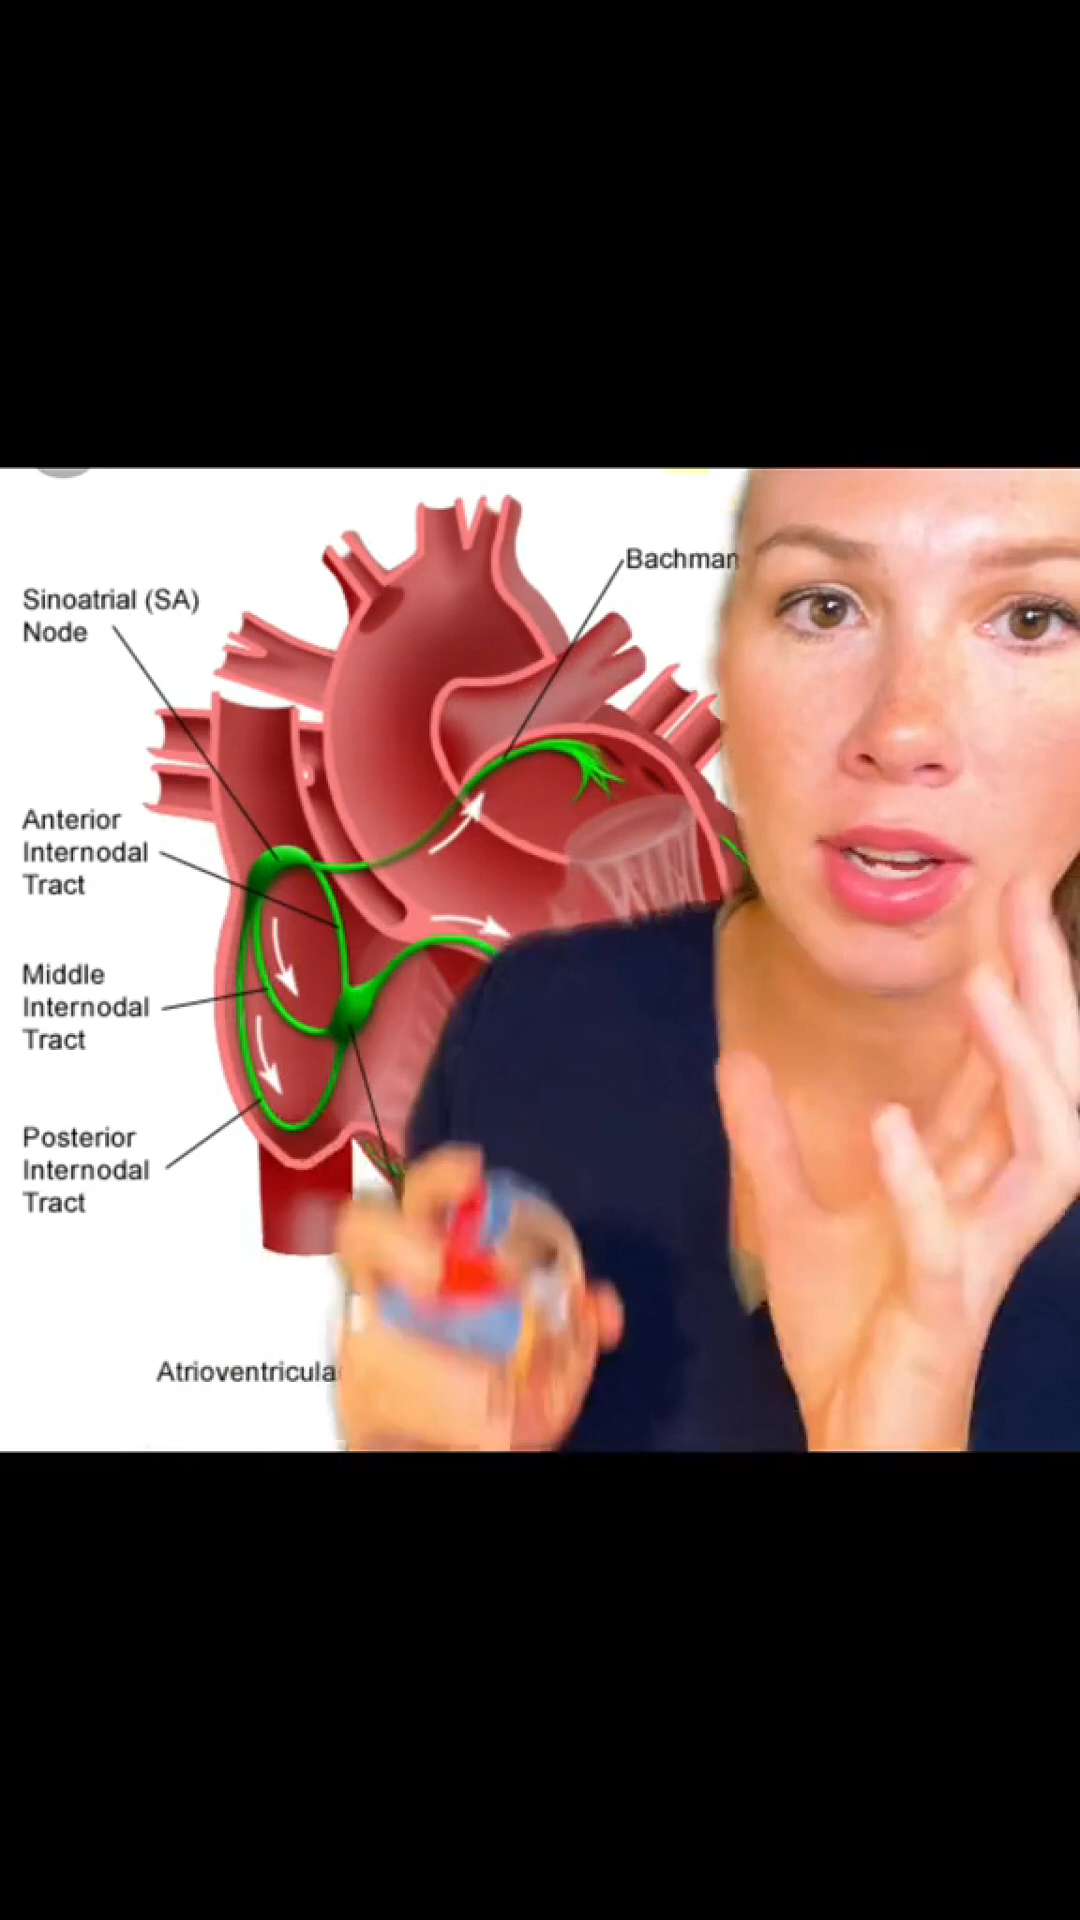 Bachman
Sinoatrial (SA)
Node
Anterior
Internodal
Tract
Middle
Internodal
Tract
Posterior
Internodal
Tract
Atrioventricula